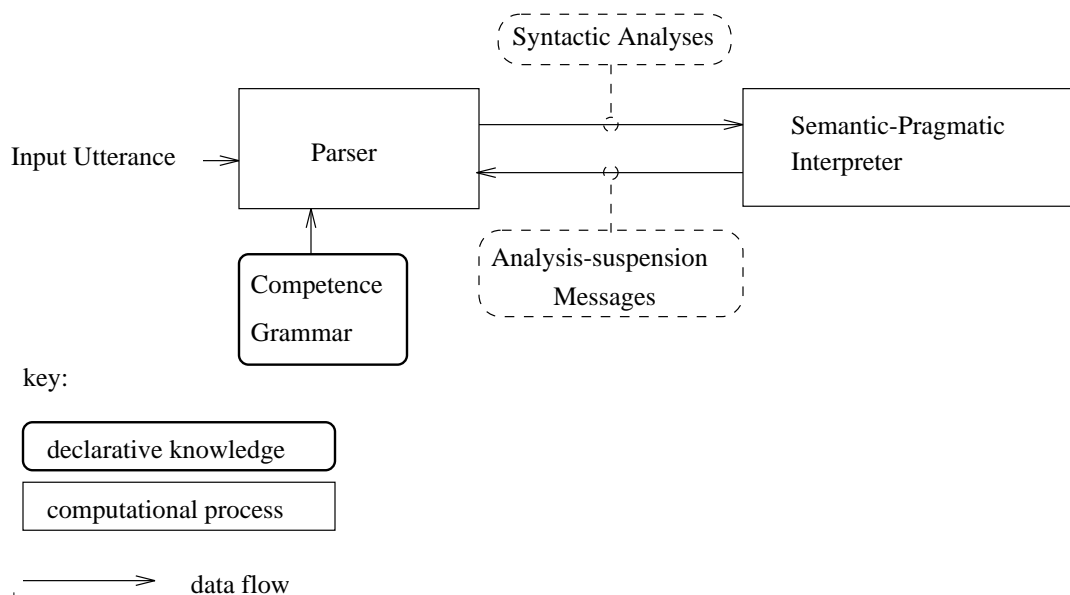 Syntactic Analyses
Input Utterance
Parser
Semantic-Pragmatic
Interpreter
Analysis-suspension
Messages
Competence
Grammar
key:
declarative knowledge
computational process
data flow